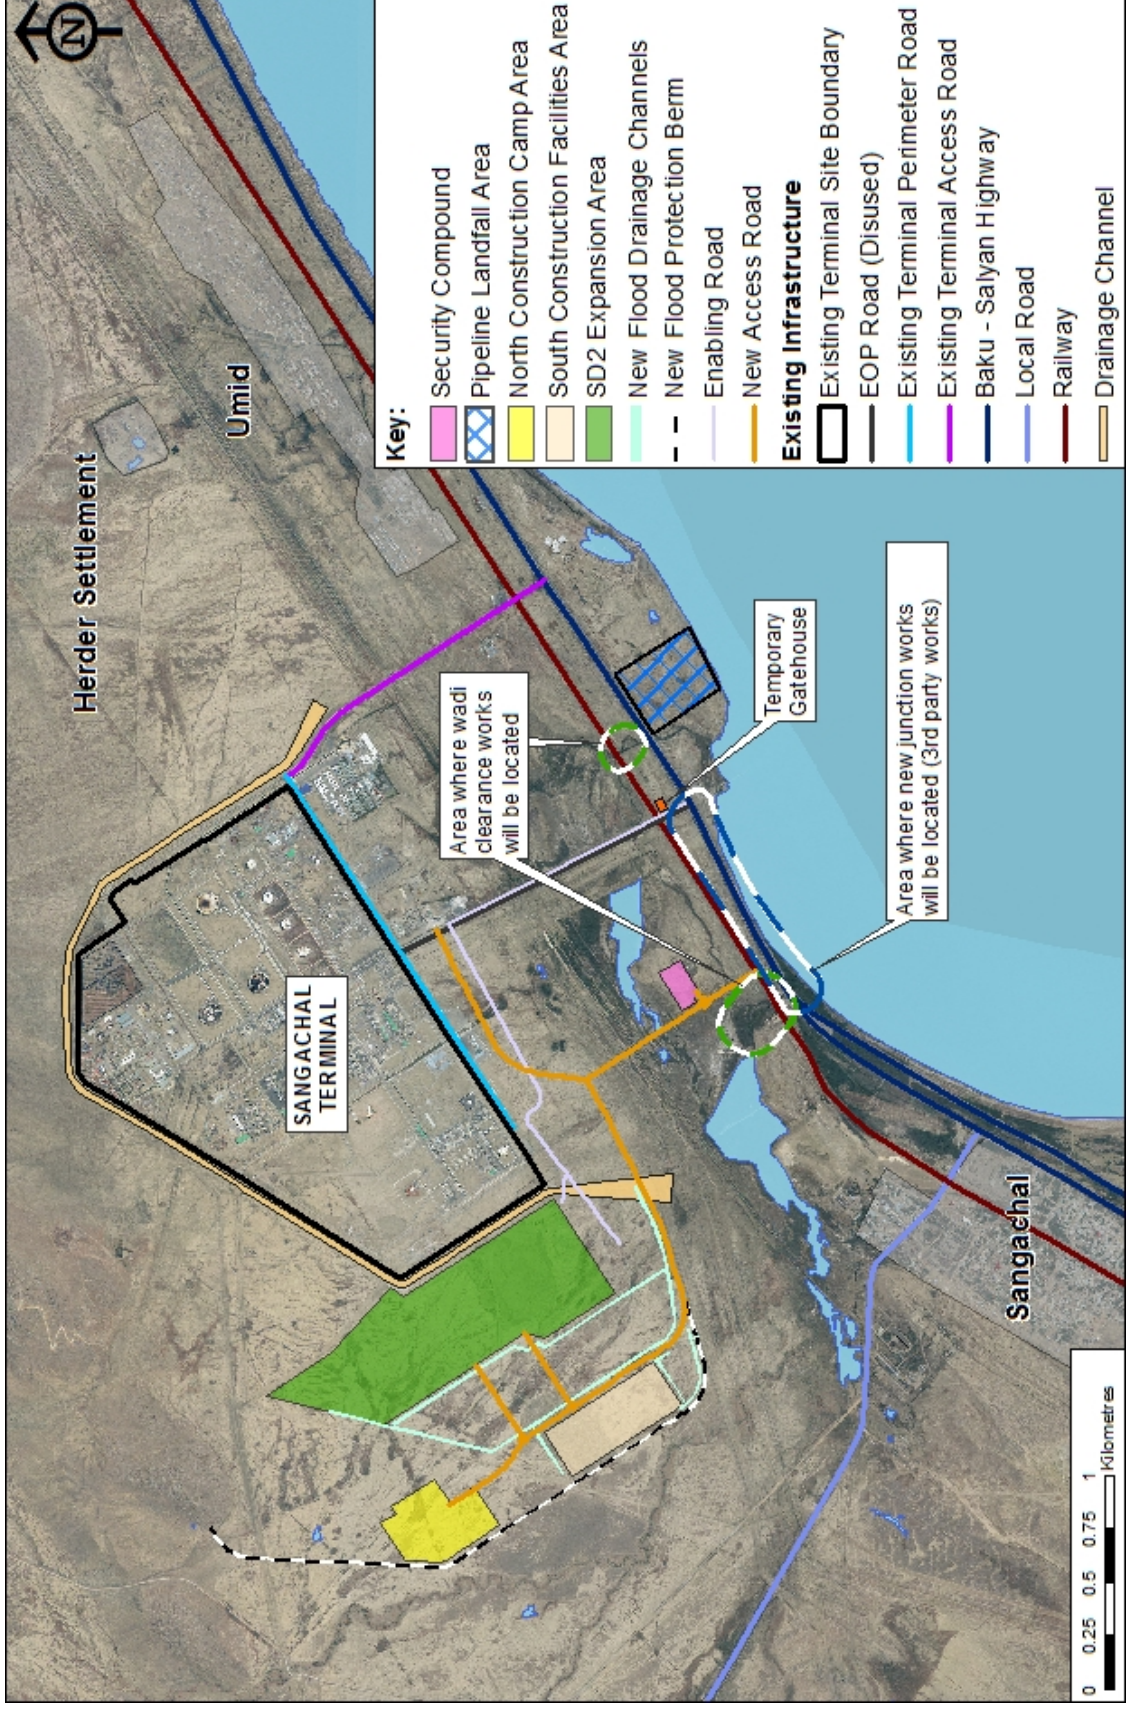 N
Herder Settlement
Umid
SANGACHAL
TERMINAL
Area where wadi
clearance works
will be located
Temporary
Gatehouse
Area where new junction works
will be located (3rd party works)
Sangachal
Key:
Security Compound
Pipeline Landfall Area
North Construction Camp Area
South Construction Facilities Area
SD2 Expansion Area
New Flood Drainage Channels
New Flood Protection Berm
Enabling Road
New Access Road
Existing Infrastructure
Existing Terminal Site Boundary
EOP Road (Disused)
Existing Terminal Perimeter Road
Existing Terminal Access Road
Baku - Salyan Highway
Local Road
Railway
Drainage Channel
0 0.25 0.5 0.75 1
Kilometres